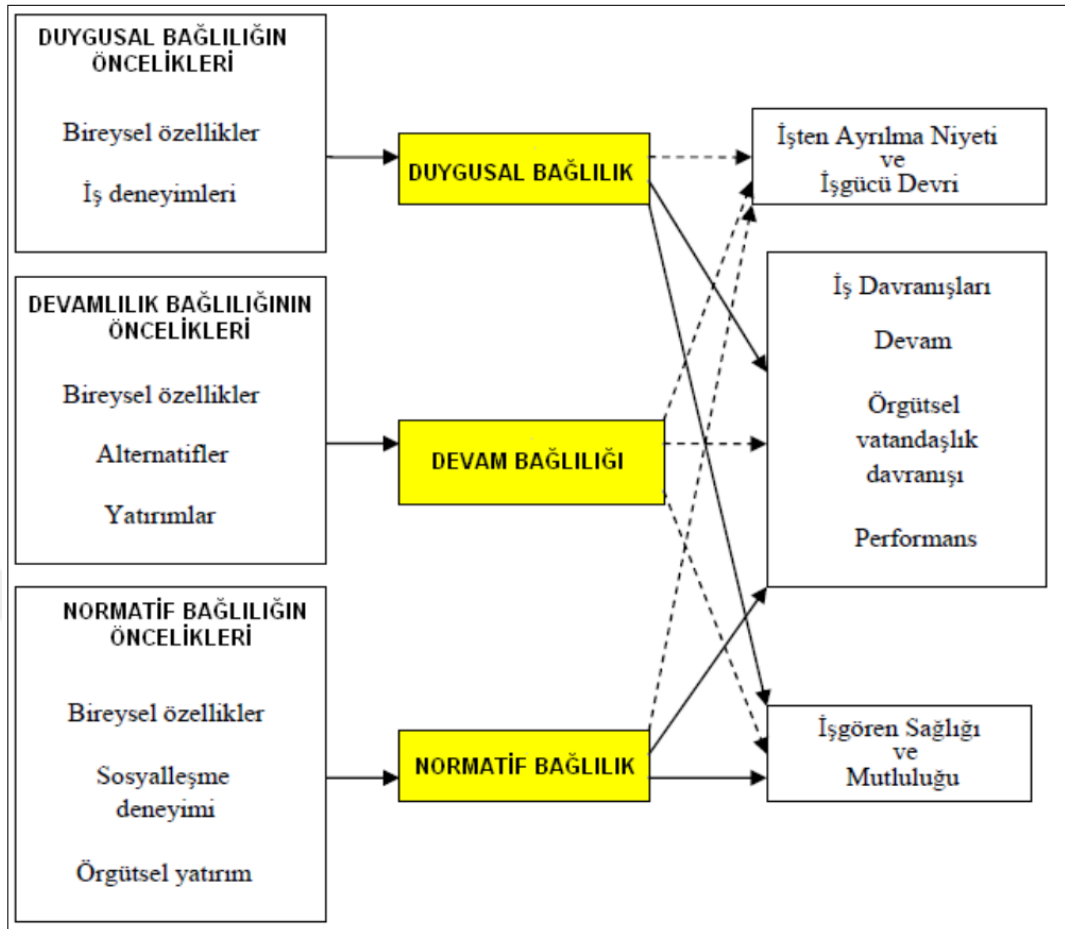 DUYGUSAL BAĞLILIĞIN
ÖNCELİKLERİ
Bireysel özellikler
İş deneyimleri
DEVAMLILIK BAĞLILIĞININ
ÖNCELİKLERİ
Bireysel özellikler
Alternatifler
Yatırımlar
NORMATİF BAĞLILIĞIN
ÖNCELİKLERİ
Bireysel özellikler
Sosyalleşme
deneyimi
Örgütsel yatırım
DUYGUSAL BAĞLILIK
DEVAM BAĞLILIĞI
NORMATİF BAĞLILIK
İşten Ayrılma Niyeti
ve
İşgücü Devri
İş Davranışları
Devam
Örgütsel
vatandaşlık
davranışı
Performans
İşgören Sağlığı
ve
Mutluluğu